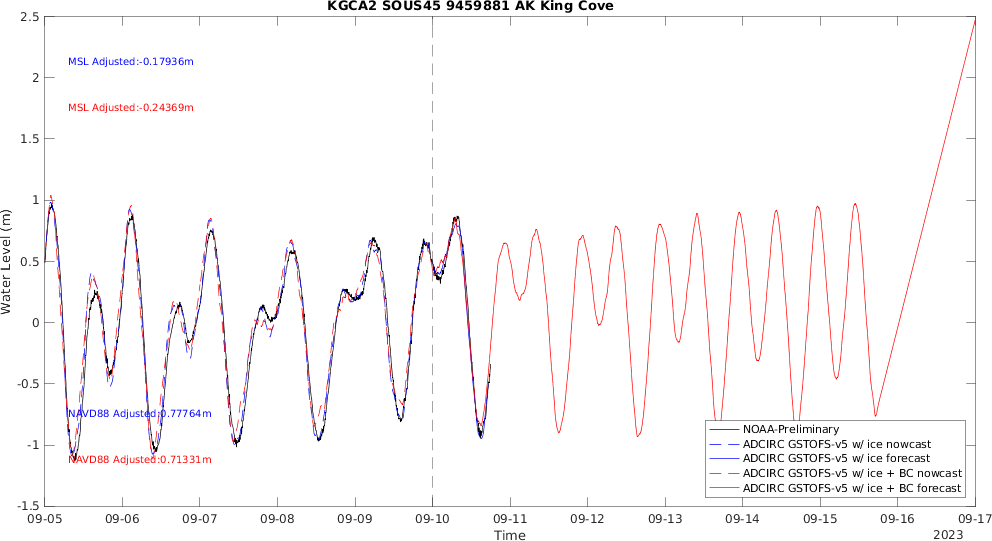 KGCA2 SOUS45 9459881 AK King Cove
2.5
2
1.5
1
0.5
0
-0.5
-1
-1.5
Water Level (m)
MSL Adjusted:-0.17936m
MSL Adjusted:-0.24369m
NAVD88 Adjusted:0.77764m
NAVD88 Adjusted:0.71331m
NOAA-Preliminary
ADCIRC GSTOFS-v5 w/ ice nowcast
ADCIRC GSTOFS-v5 w/ ice forecast
ADCIRC GSTOFS-v5 w/ ice + BC nowcast
ADCIRC GSTOFS-v5 w/ ice + BC forecast
09-05 09-06 09-07 09-08 09-09 09-10 09-11 09-12 09-13 09-14 09-15 09-16 09-17
Time
2023